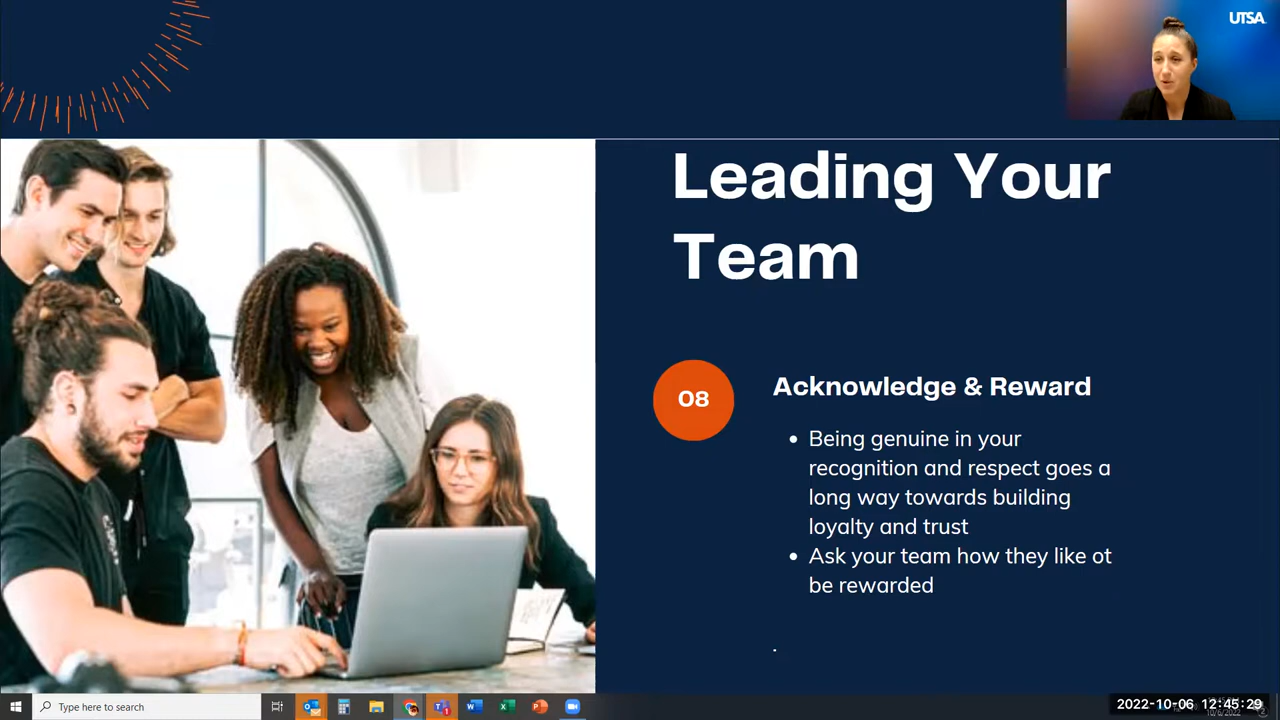 UTSA
Leading Your
Team
08
Acknowledge & Reward
• Being genuine in your
recognition and respect goes a
long way towards building
loyalty and trust
• Ask your team how they like ot
be rewarded
.
Type here to search
2022-10-06 12:45:29